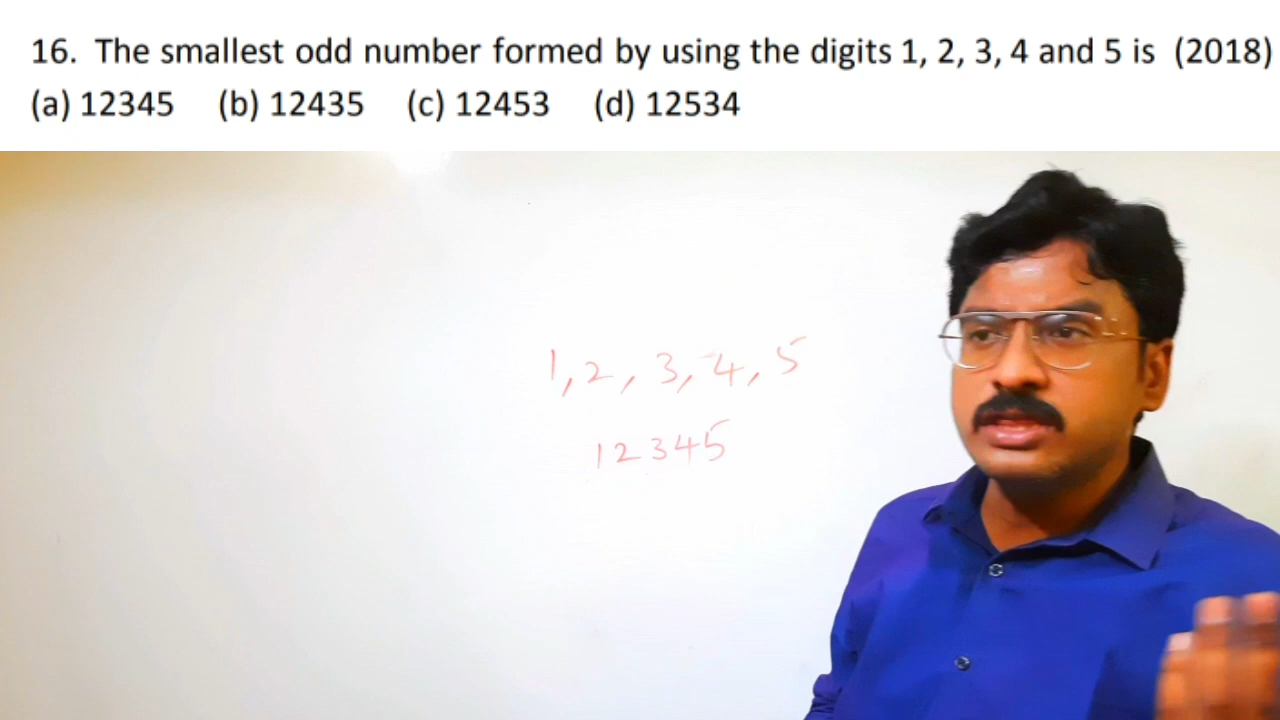 16. The smallest odd number formed by using the digits 1, 2, 3, 4 and 5 is (2018)
(a) 12345 (b) 12435 (c) 12453 (d) 12534
1, 2, 3, 4, 5
12345